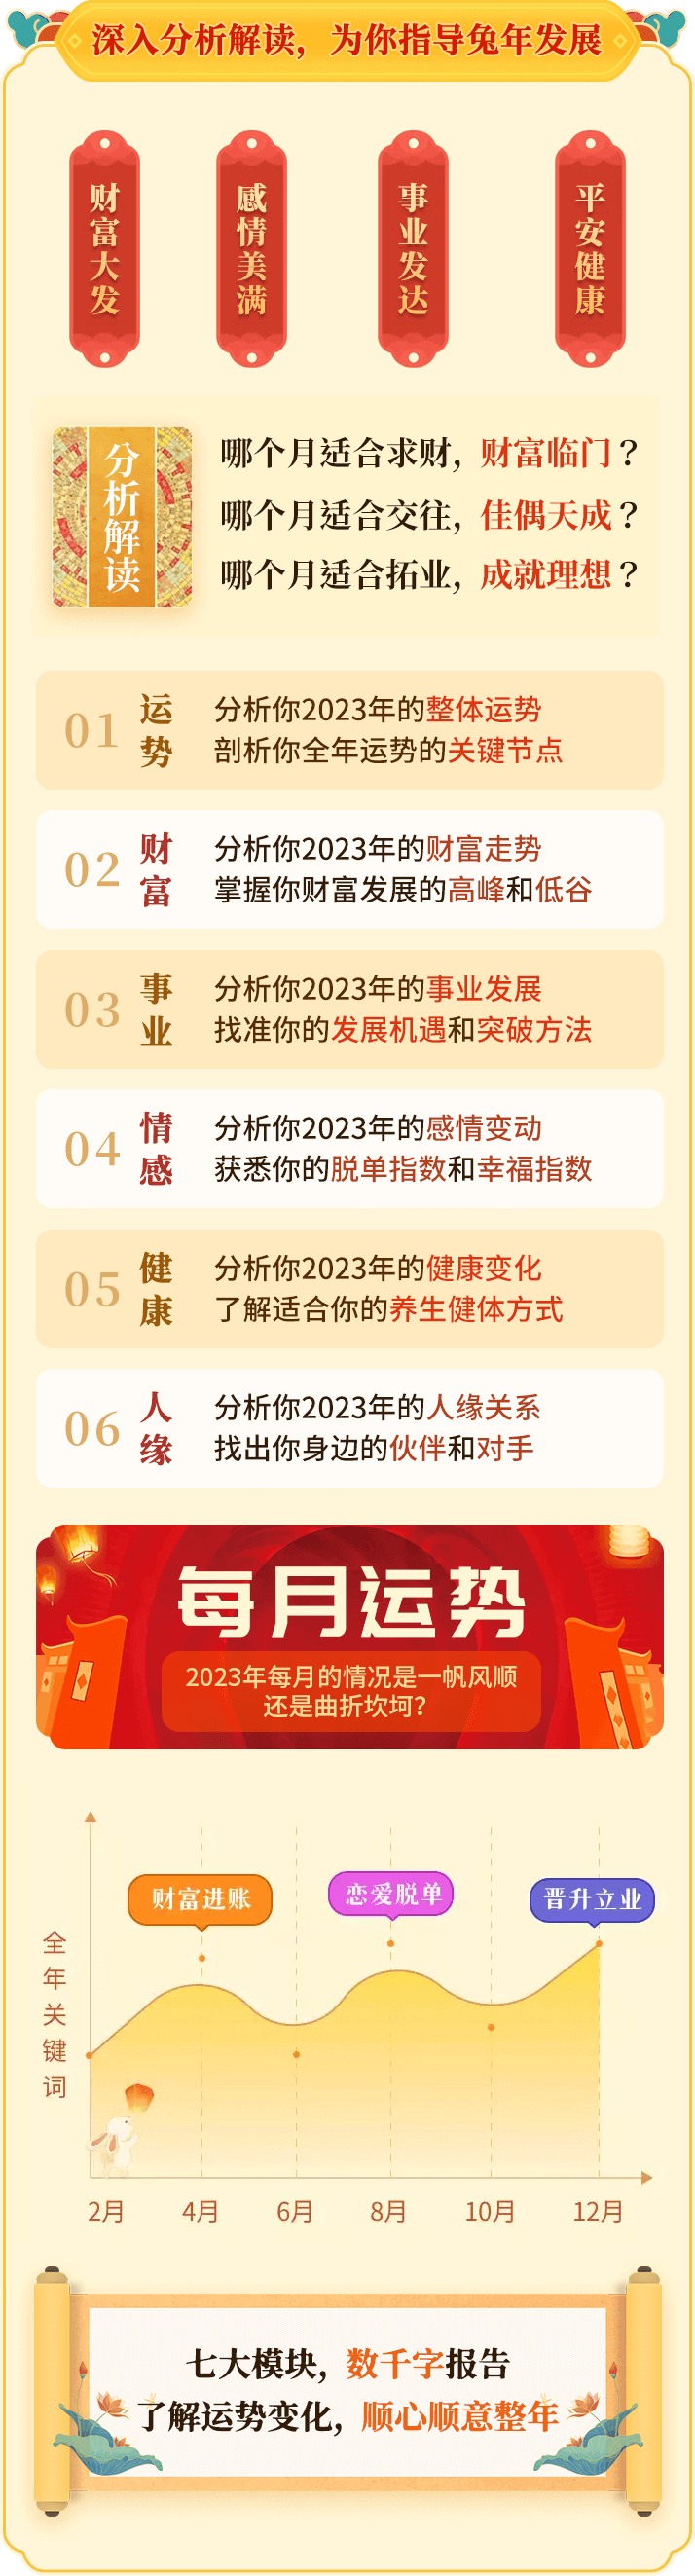 深入分析解读，为你指导兔年发展
财富大发
感情美满
事业发达
平安健康
分析解读
哪个月适合求财，财富临门？
哪个月适合交往，佳偶天成？
哪个月适合拓业，成就理想？
01
运势
分析你2023年的整体运势
剖析你全年运势的关键节点
02
财富
分析你2023年的财富走势
掌握你财富发展的高峰和低谷
03
事业
分析你2023年的事业发展
找准你的发展机遇和突破方法
04
情感
分析你2023年的感情变动
获悉你的脱单指数和幸福指数
05
健康
分析你2023年的健康变化
了解适合你的养生健体方式
06
人缘
分析你2023年的人缘关系
找出你身边的伙伴和对手
每月运势
2023年每月的情况是一帆风顺
还是曲折坎坷？
财富进账
恋爱脱单
晋升立业
全年关键词
2月 4月 6月 8月 10月 12月
七大模块，数千字报告
了解运势变化，顺心顺意整年